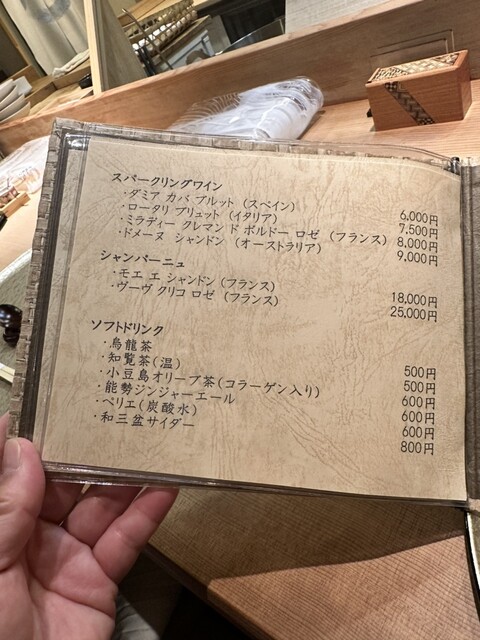 スパークリングワイン
・ダミア カバ ブルット (スペイン) 6,000円
・ロータリ ブリュット (イタリア) 7,500円
・ミラディー クレマン ド ボルドー ロゼ (フランス) 8,000円
・ドメーヌ シャンドン (オーストラリア) 9,000円
シャンパーニュ
・モエ エ シャンドン (フランス) 18,000円
・ヴーヴ クリコ ロゼ (フランス) 25,000円
ソフトドリンク
・烏龍茶 500円
・知覧茶(温) 500円
・小豆島オリーブ茶(コラーゲン入り) 600円
・能勢ジンジャーエール 600円
・ペリエ(炭酸水) 600円
・和三盆サイダー 800円